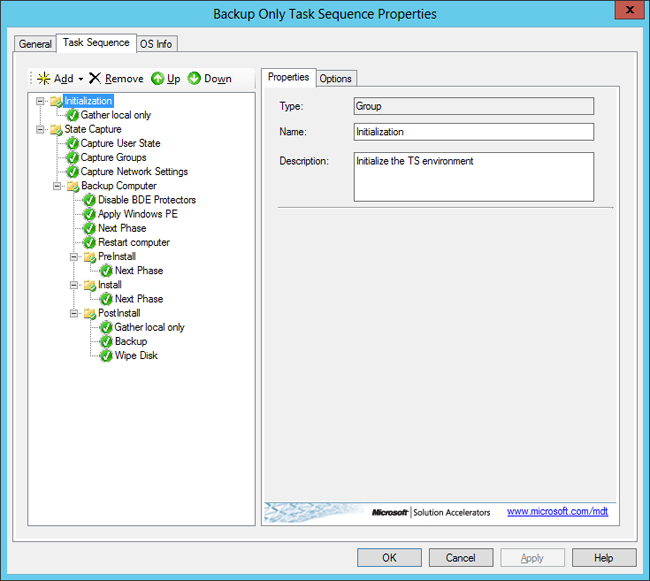 Backup Only Task Sequence Properties
x
General Task Sequence OS Info
Add Remove Up Down
Initialization
Gather local only
State Capture
Capture User State
Capture Groups
Capture Network Settings
Backup Computer
Disable BDE Protectors
Apply Windows PE
Next Phase
Restart computer
PreInstall
Next Phase
Install
Next Phase
PostInstall
Gather local only
Backup
Wipe Disk
Properties Options
Type: Group
Name: Initialization
Description: Initialize the TS environment
Microsoft | Solution Accelerators www.microsoft.com/mdt
OK Cancel Apply Help